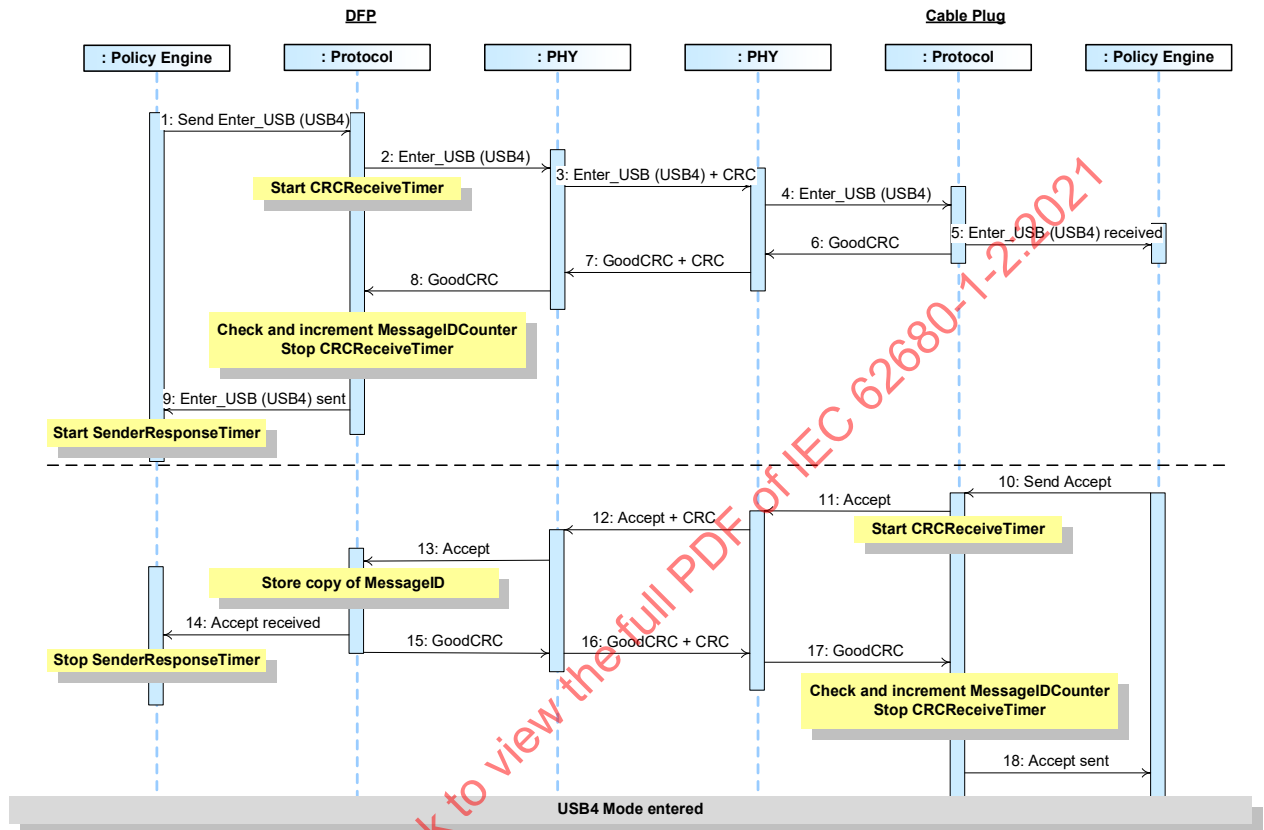 DFP
Cable Plug
: Policy Engine
: Protocol
: PHY
: PHY
: Protocol
: Policy Engine
1: Send Enter_USB (USB4)
2: Enter_USB (USB4)
Start CRCReceiveTimer
3: Enter_USB (USB4) + CRC
4: Enter_USB (USB4)
5: Enter_USB (USB4) received
6: GoodCRC
7: GoodCRC + CRC
8: GoodCRC
Check and increment MessageIDCounter
Stop CRCReceiveTimer
9: Enter_USB (USB4) sent
Start SenderResponseTimer
10: Send Accept
11: Accept
Start CRCReceiveTimer
12: Accept + CRC
13: Accept
Store copy of MessageID
14: Accept received
15: GoodCRC
16: GoodCRC + CRC
17: GoodCRC
Stop SenderResponseTimer
Check and increment MessageIDCounter
Stop CRCReceiveTimer
18: Accept sent
USB4 Mode entered
k to view the full PDF of IEC 62680-1-2:2021